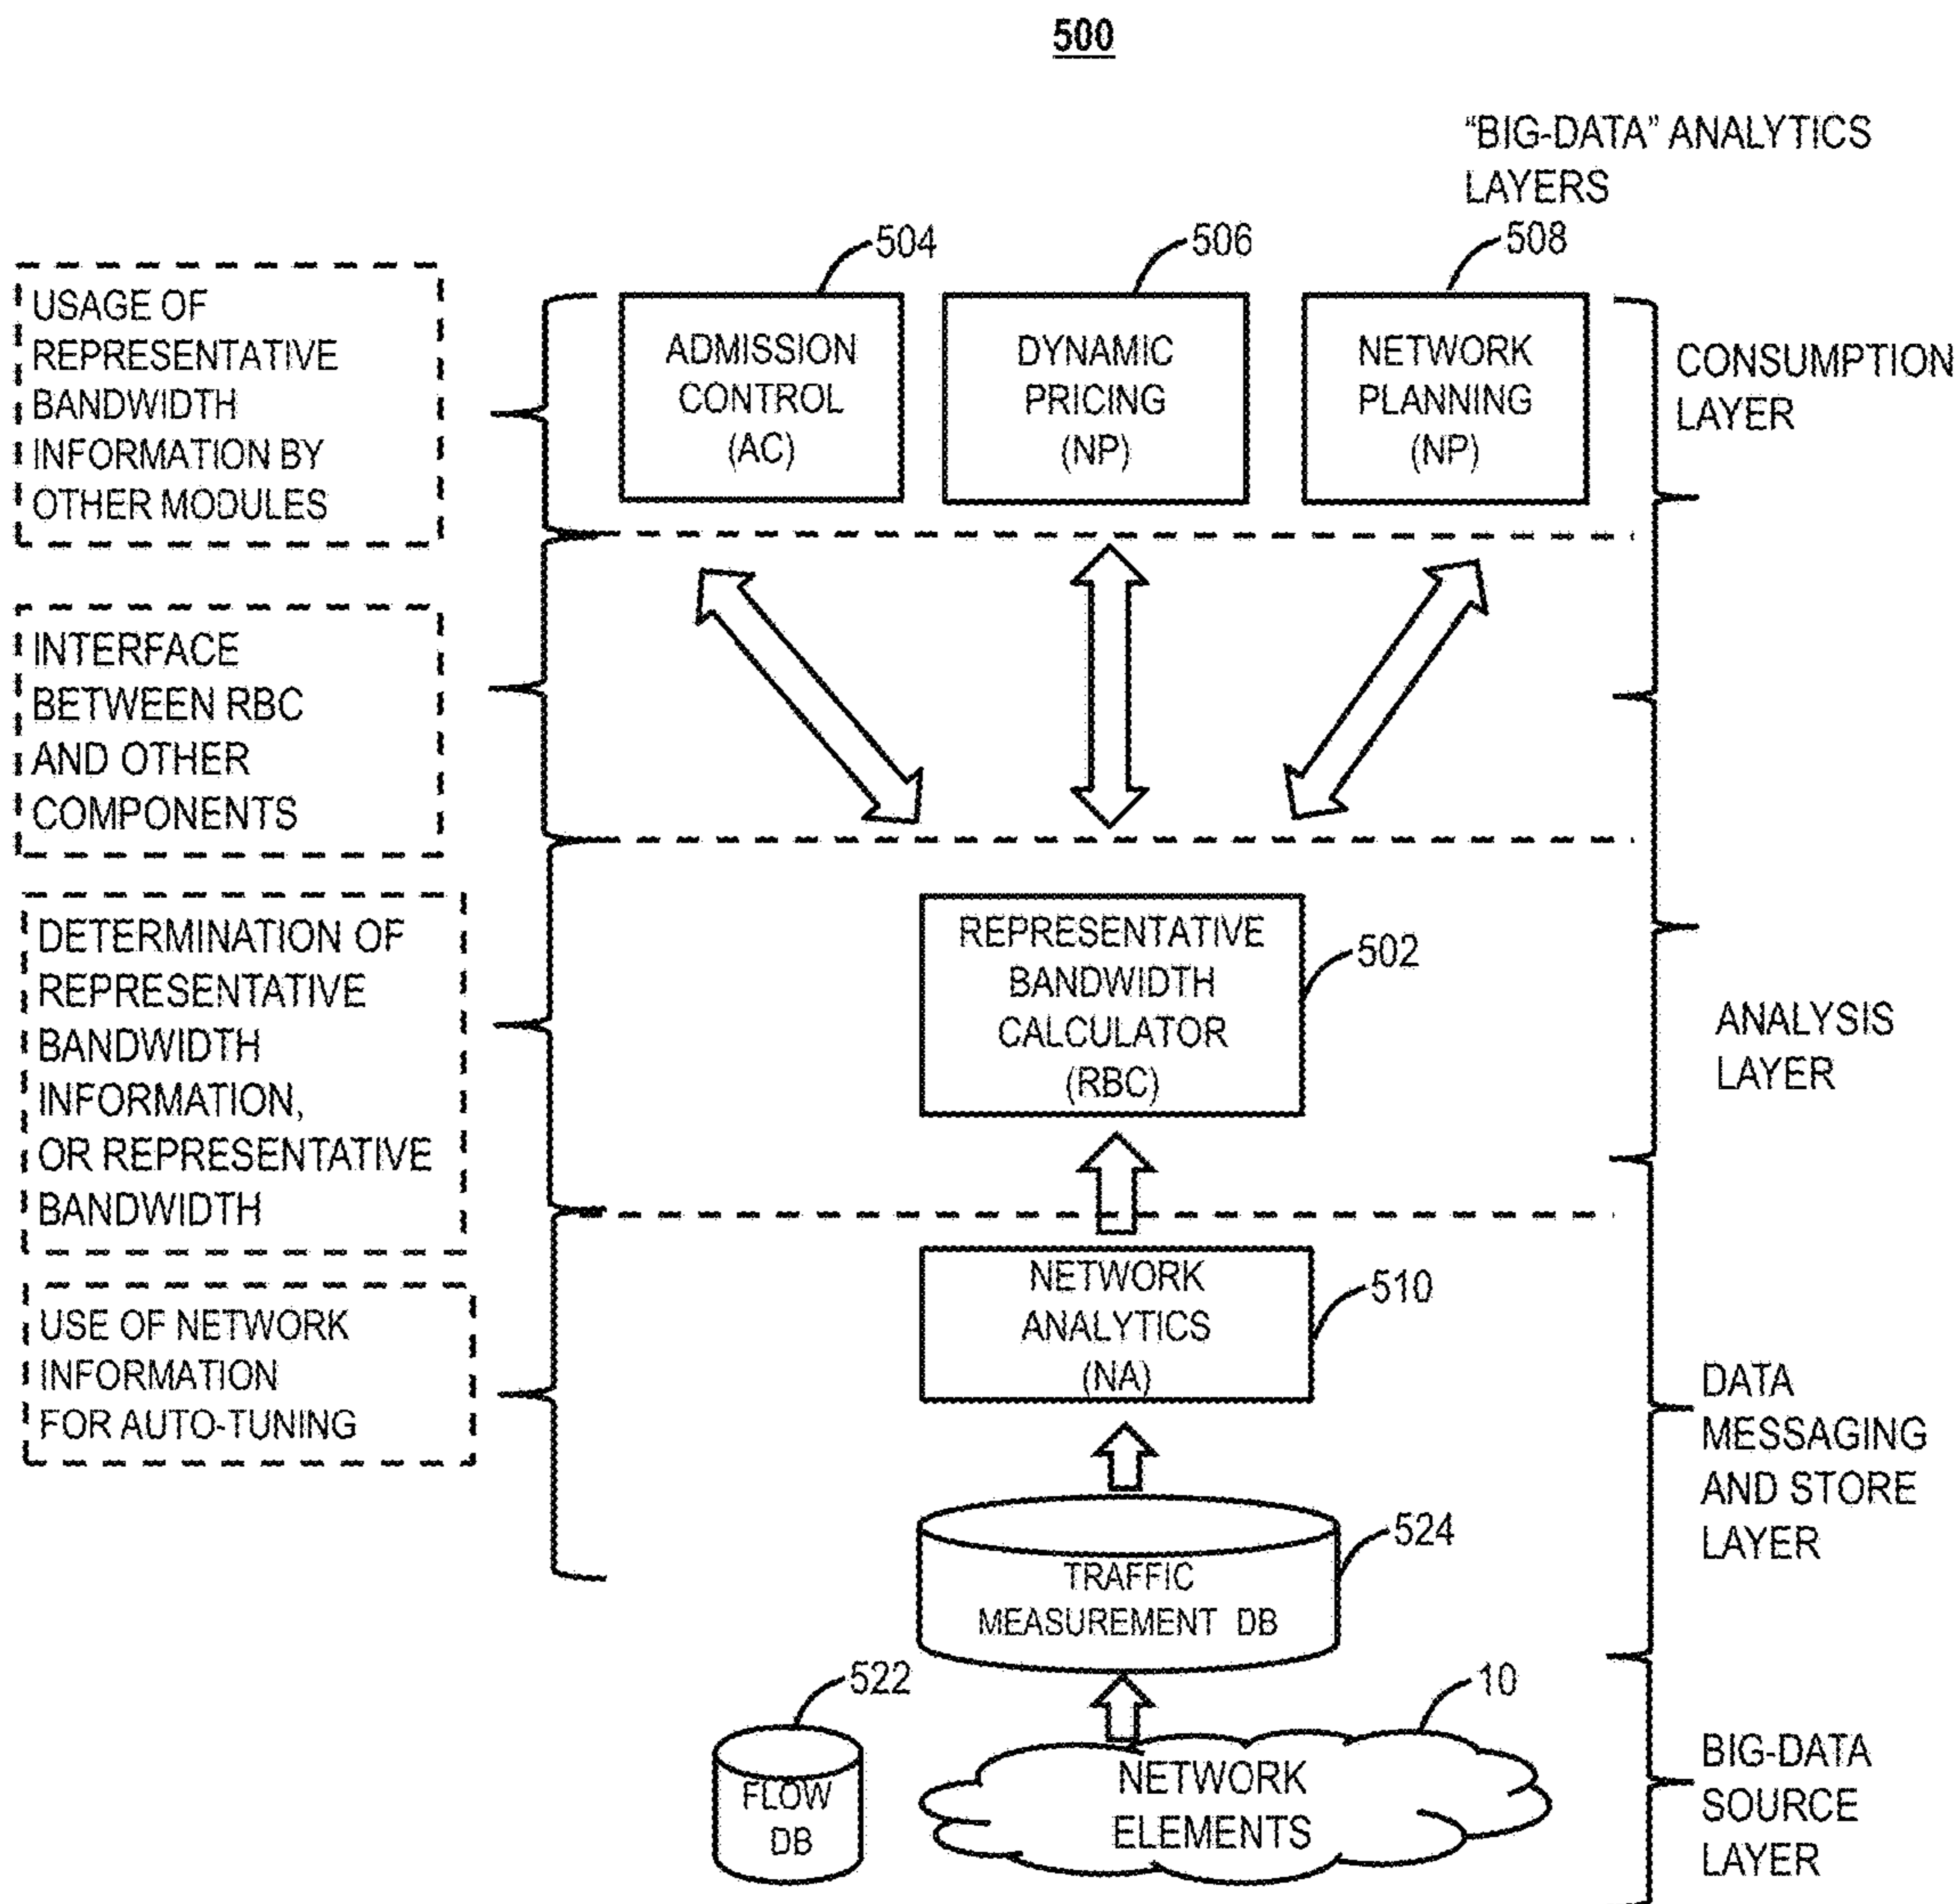 500
"BIG-DATA" ANALYTICS
LAYERS
504
506
508
USAGE OF
REPRESENTATIVE
BANDWIDTH
INFORMATION BY
OTHER MODULES
ADMISSION
CONTROL
(AC)
DYNAMIC
PRICING
(NP)
NETWORK
PLANNING
(NP)
CONSUMPTION
LAYER
INTERFACE
BETWEEN RBC
AND OTHER
COMPONENTS
DETERMINATION OF
REPRESENTATIVE
BANDWIDTH
INFORMATION,
OR REPRESENTATIVE
BANDWIDTH
REPRESENTATIVE
BANDWIDTH
CALCULATOR
(RBC)
502
ANALYSIS
LAYER
USE OF NETWORK
INFORMATION
FOR AUTO-TUNING
NETWORK
ANALYTICS
(NA)
510
DATA
MESSAGING
AND STORE
LAYER
524
TRAFFIC
MEASUREMENT DB
522
FLOW
DB
10
NETWORK
ELEMENTS
BIG-DATA
SOURCE
LAYER